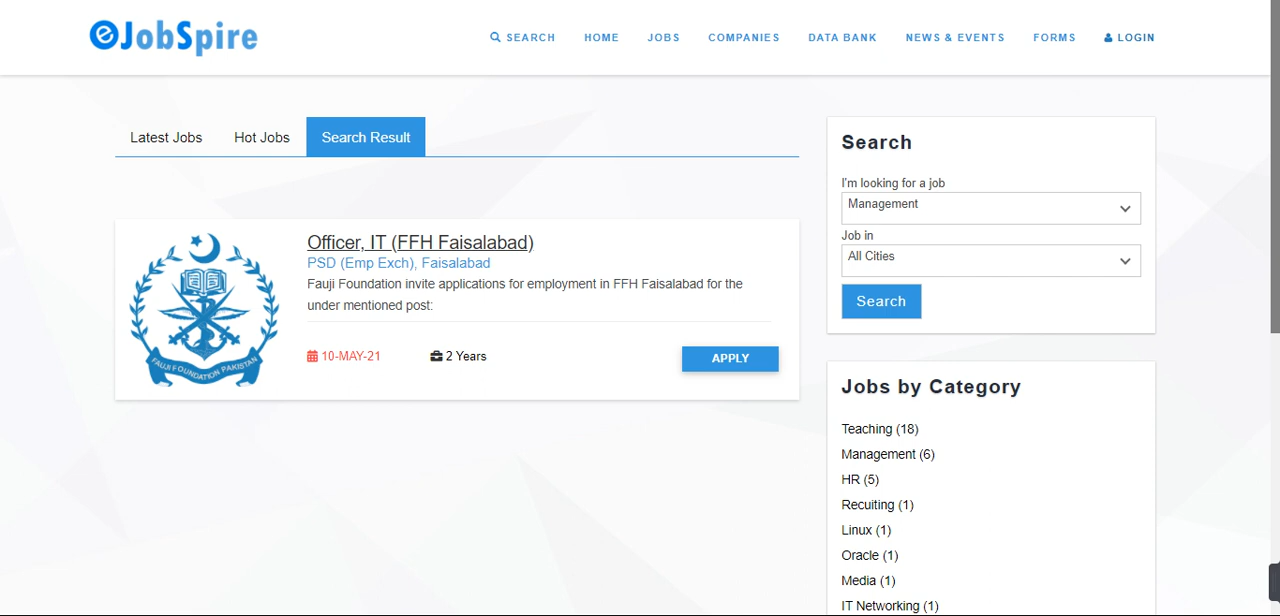 eJobSpire
SEARCH HOME JOBS COMPANIES DATA BANK NEWS & EVENTS FORMS LOGIN
Latest Jobs Hot Jobs Search Result
FAUJI FOUNDATION PAKISTAN
Officer, IT (FFH Faisalabad)
PSD (Emp Exch), Faisalabad
Fauji Foundation invite applications for employment in FFH Faisalabad for the
under mentioned post:
10-MAY-21 2 Years APPLY
Search
I'm looking for a job
Management
Job in
All Cities
Search
Jobs by Category
Teaching (18)
Management (6)
HR (5)
Recuiting (1)
Linux (1)
Oracle (1)
Media (1)
IT Networking (1)